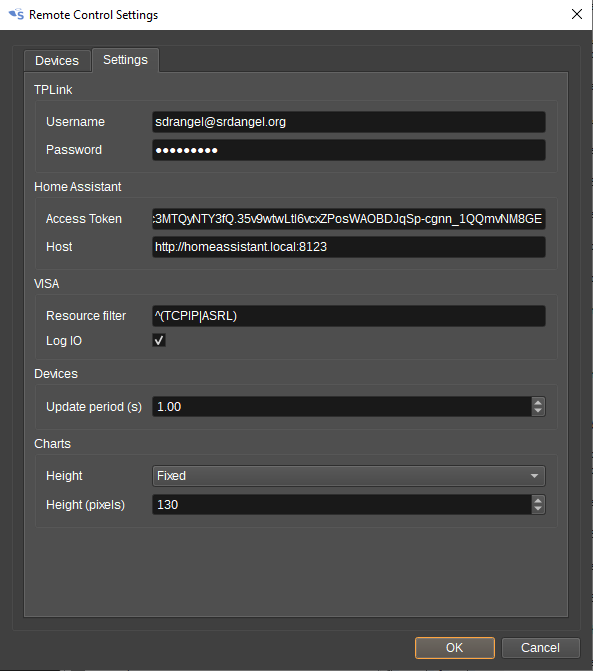 S Remote Control Settings
Devices Settings
TPLink
Username sdrangel@srdangel.org
Password ●●●●●●●●●
Home Assistant
Access Token :3MTQyNTY3fQ.35v9wtwLtI6vcxZPosWAOBDJqSp-cgnn_1QQmvNM8GE
Host http://homeassistant.local:8123
VISA
Resource filter ^(TCPIP|ASRL)
Log IO
Devices
Update period (s) 1.00
Charts
Height Fixed
Height (pixels) 130
OK Cancel